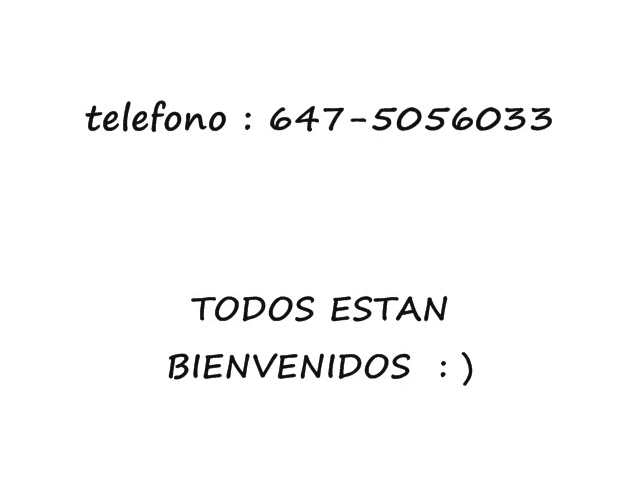 telefono : 647-5056033
TODOS ESTAN
BIENVENIDOS : )